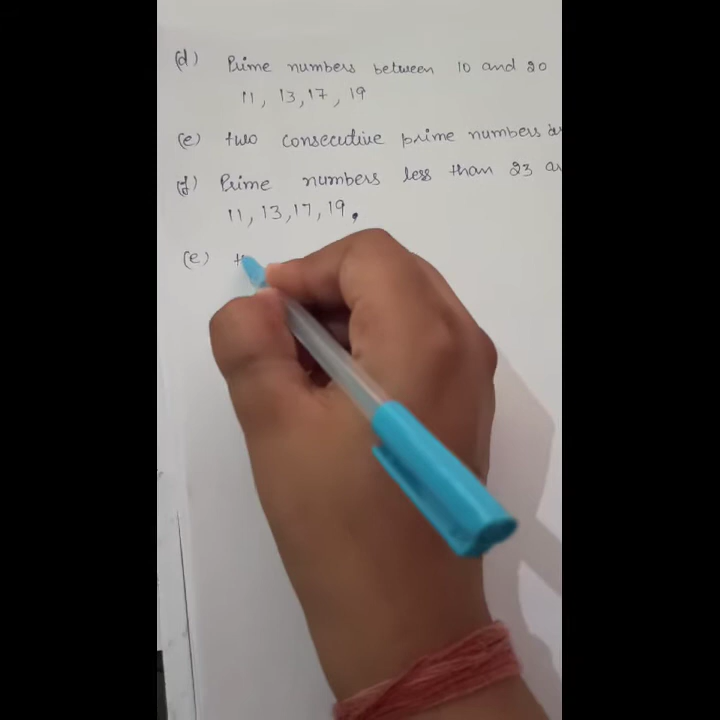 (d) Prime numbers between 10 and 20
11, 13, 17, 19
(e) two consecutive prime numbers
(f) Prime numbers less than 23
11, 13, 17, 19,
(e) t